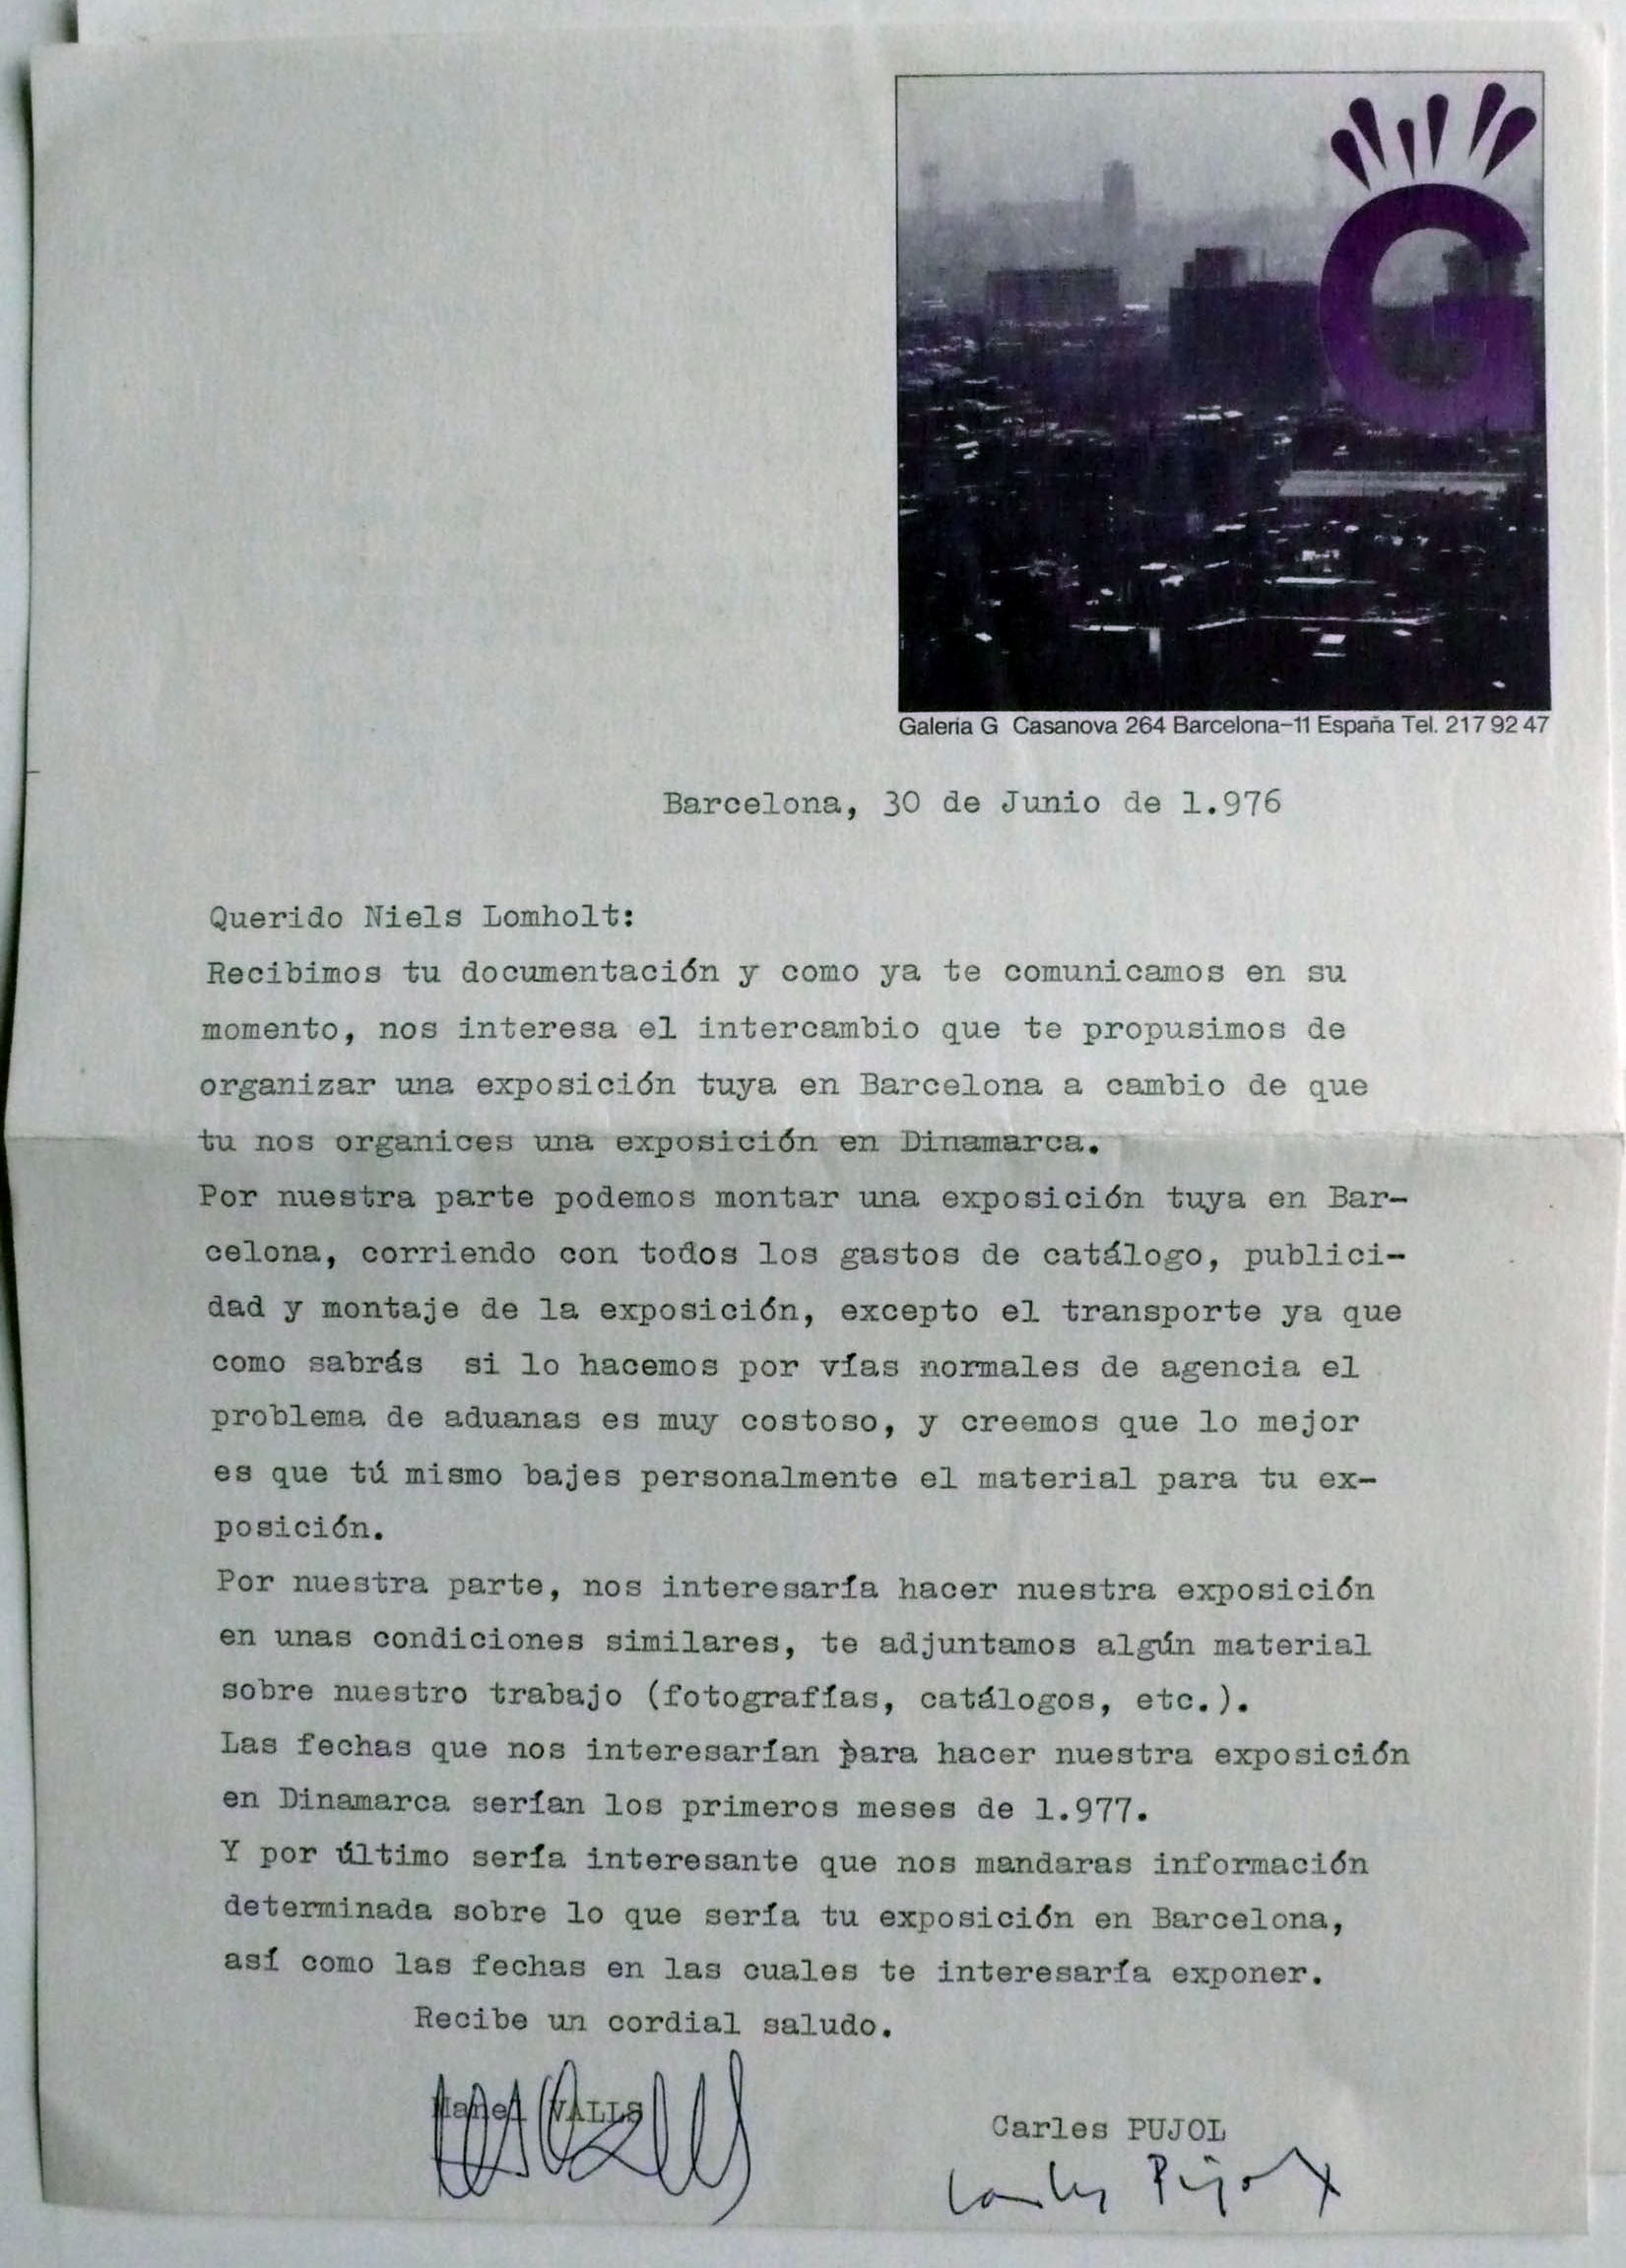 G
Galería G Casanova 264 Barcelona-11 España Tel. 217 92 47
Barcelona, 30 de Junio de 1.976
Querido Niels Lomholt:
Recibimos tu documentación y como ya te comunicamos en su
momento, nos interesa el intercambio que te propusimos de
organizar una exposición tuya en Barcelona a cambio de que
tu nos organices una exposición en Dinamarca.
Por nuestra parte podemos montar una exposición tuya en Bar-
celona, corriendo con todos los gastos de catálogo, publici-
dad y montaje de la exposición, excepto el transporte ya que
como sabrás si lo hacemos por vías normales de agencia el
problema de aduanas es muy costoso, y creemos que lo mejor
es que tú mismo bajes personalmente el material para tu ex-
posición.
Por nuestra parte, nos interesaría hacer nuestra exposición
en unas condiciones similares, te adjuntamos algún material
sobre nuestro trabajo (fotografías, catálogos, etc.).
Las fechas que nos interesarían para hacer nuestra exposición
en Dinamarca serían los primeros meses de 1.977.
Y por último sería interesante que nos mandaras información
determinada sobre lo que sería tu exposición en Barcelona,
así como las fechas en las cuales te interesaría exponer.
Recibe un cordial saludo.
Manel VALLS
Carles PUJOL
Carles Pujol